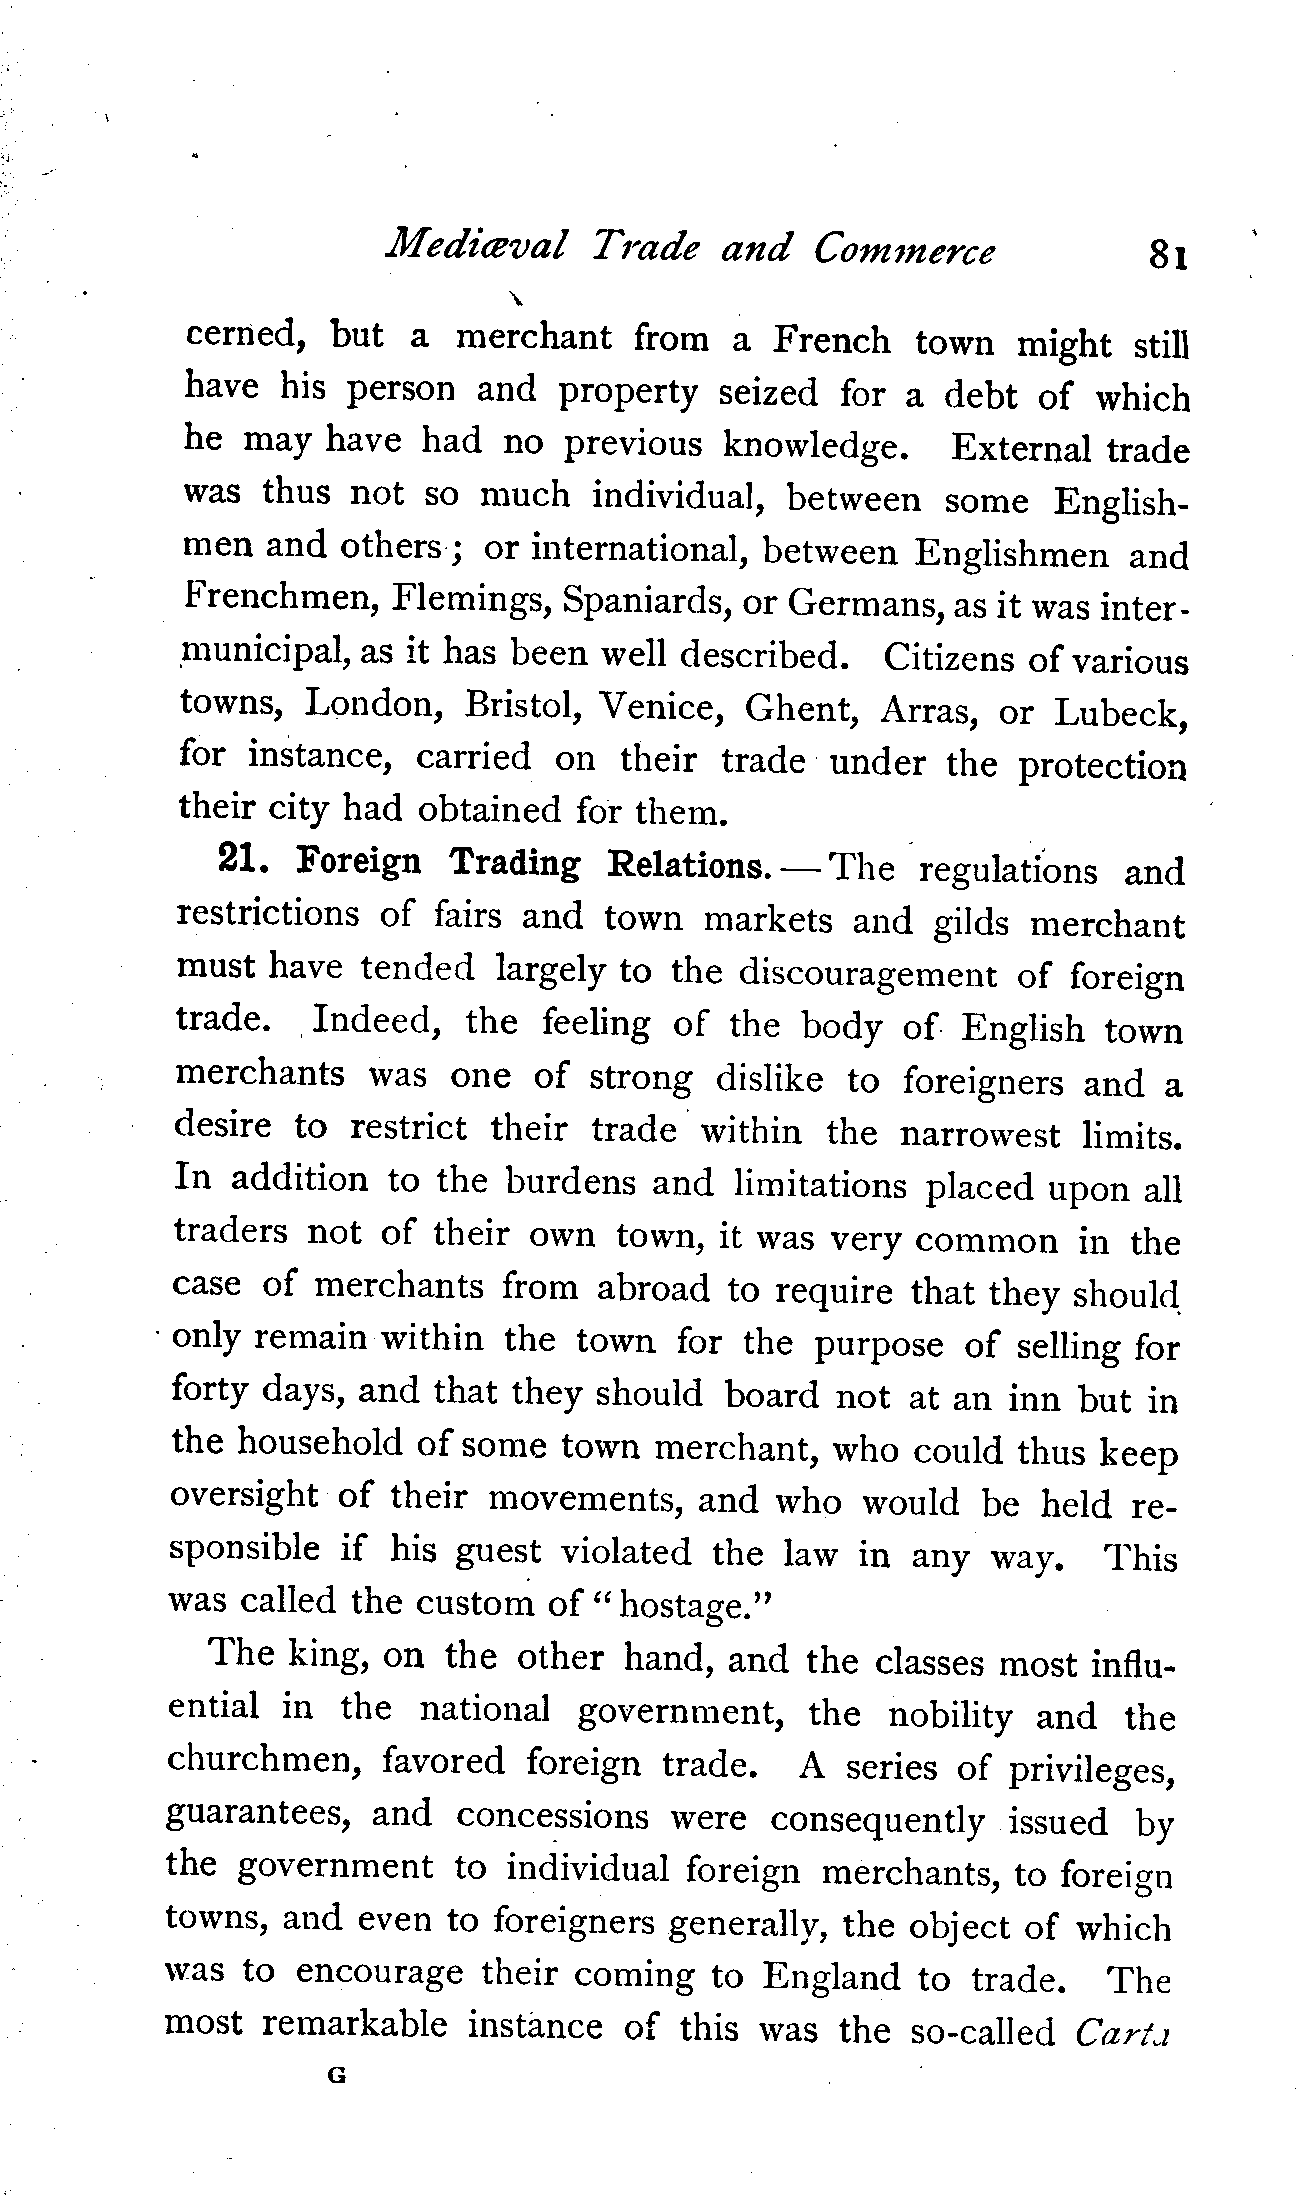 Mediæval Trade and Commerce 81
cerned, but a merchant from a French town might still
have his person and property seized for a debt of which
he may have had no previous knowledge. External trade
was thus not so much individual, between some English-
men and others; or international, between Englishmen and
Frenchmen, Flemings, Spaniards, or Germans, as it was inter-
municipal, as it has been well described. Citizens of various
towns, London, Bristol, Venice, Ghent, Arras, or Lubeck,
for instance, carried on their trade under the protection
their city had obtained for them.
21. Foreign Trading Relations. — The regulations and
restrictions of fairs and town markets and gilds merchant
must have tended largely to the discouragement of foreign
trade. Indeed, the feeling of the body of English town
merchants was one of strong dislike to foreigners and a
desire to restrict their trade within the narrowest limits.
In addition to the burdens and limitations placed upon all
traders not of their own town, it was very common in the
case of merchants from abroad to require that they should
only remain within the town for the purpose of selling for
forty days, and that they should board not at an inn but in
the household of some town merchant, who could thus keep
oversight of their movements, and who would be held re-
sponsible if his guest violated the law in any way. This
was called the custom of "hostage."
The king, on the other hand, and the classes most influ-
ential in the national government, the nobility and the
churchmen, favored foreign trade. A series of privileges,
guarantees, and concessions were consequently issued by
the government to individual foreign merchants, to foreign
towns, and even to foreigners generally, the object of which
was to encourage their coming to England to trade. The
most remarkable instance of this was the so-called Carta
G